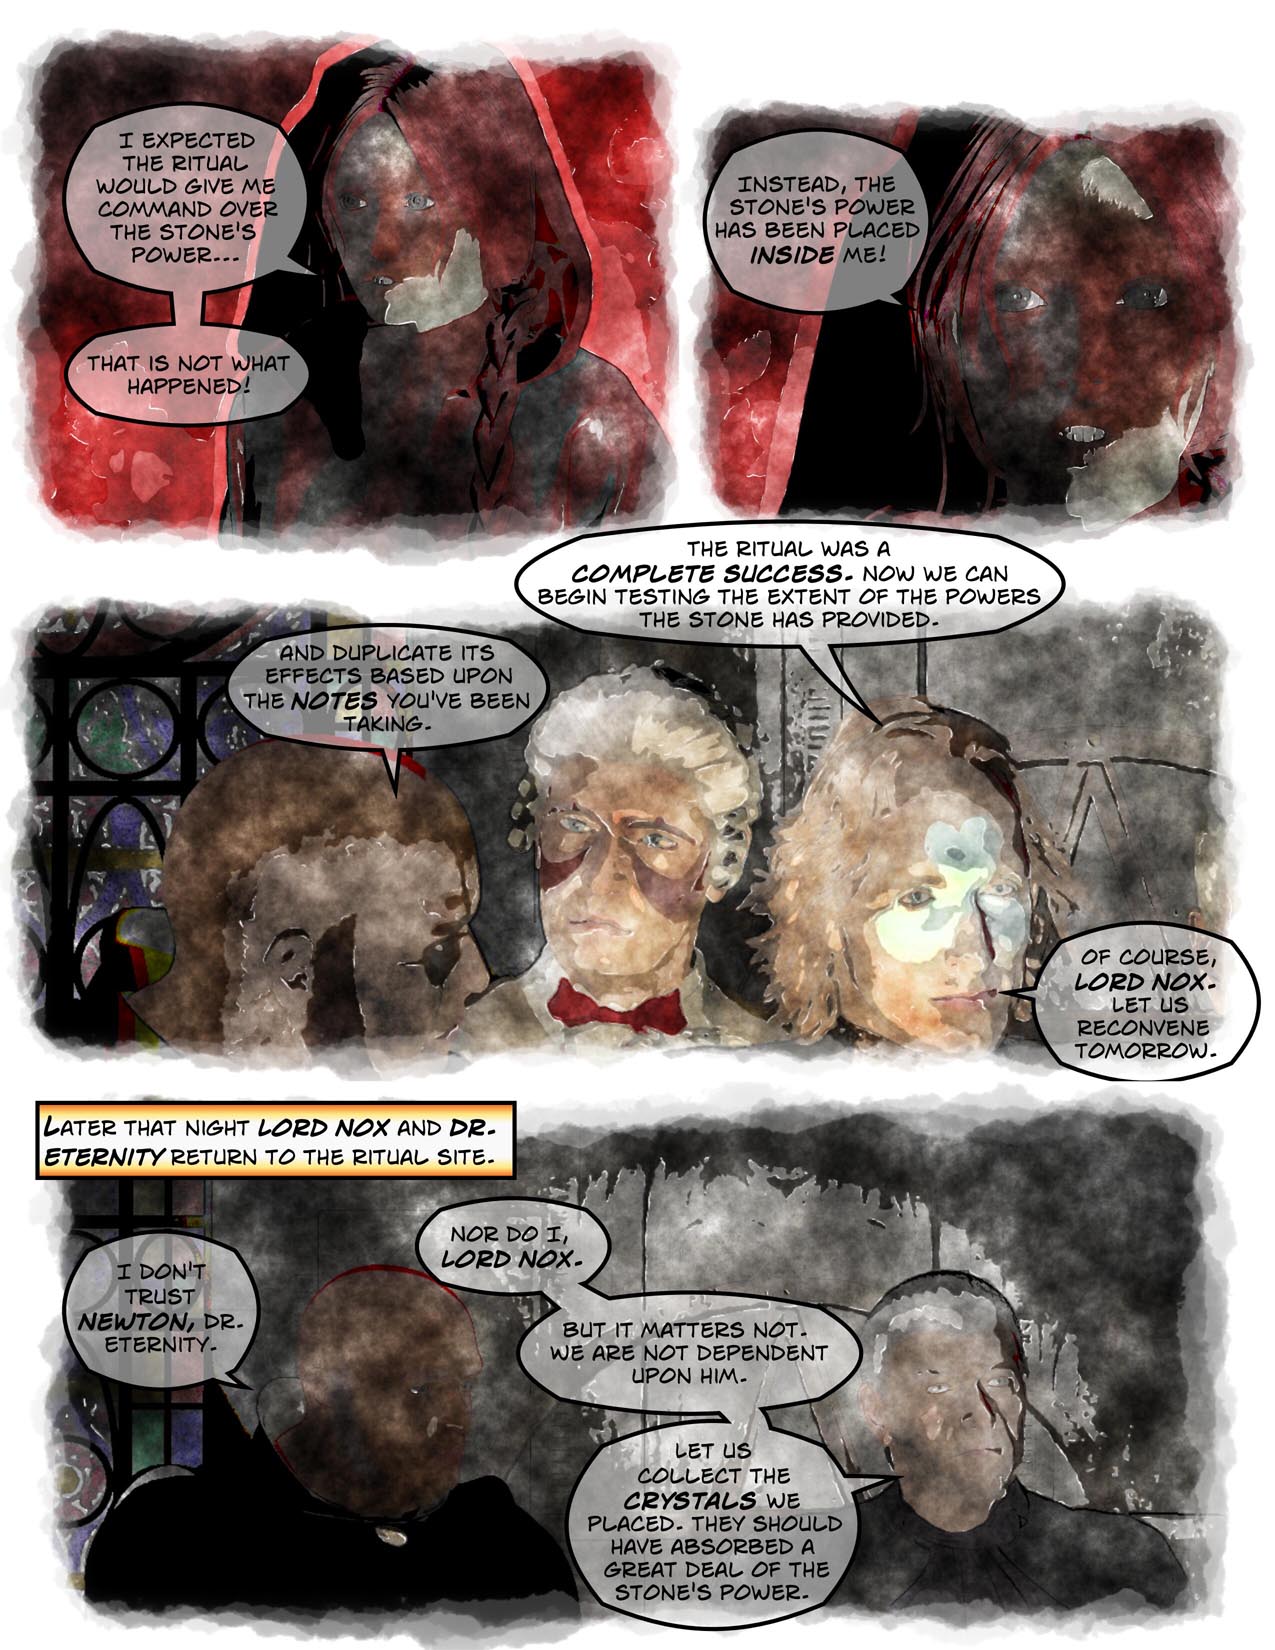 I EXPECTED
THE RITUAL
WOULD GIVE ME
COMMAND OVER
THE STONE'S
POWER...
THAT IS NOT WHAT
HAPPENED!
INSTEAD, THE
STONE'S POWER
HAS BEEN PLACED
INSIDE ME!
THE RITUAL WAS A
COMPLETE SUCCESS. NOW WE CAN
BEGIN TESTING THE EXTENT OF THE POWERS
THE STONE HAS PROVIDED.
AND DUPLICATE ITS
EFFECTS BASED UPON
THE NOTES YOU'VE BEEN
TAKING.
OF COURSE,
LORD NOX.
LET US
RECONVENE
TOMORROW.
LATER THAT NIGHT LORD NOX AND DR.
ETERNITY RETURN TO THE RITUAL SITE.
I DON'T
TRUST
NEWTON, DR.
ETERNITY.
NOR DO I,
LORD NOX.
BUT IT MATTERS NOT.
WE ARE NOT DEPENDENT
UPON HIM.
LET US
COLLECT THE
CRYSTALS WE
PLACED. THEY SHOULD
HAVE ABSORBED A
GREAT DEAL OF THE
STONE'S POWER.